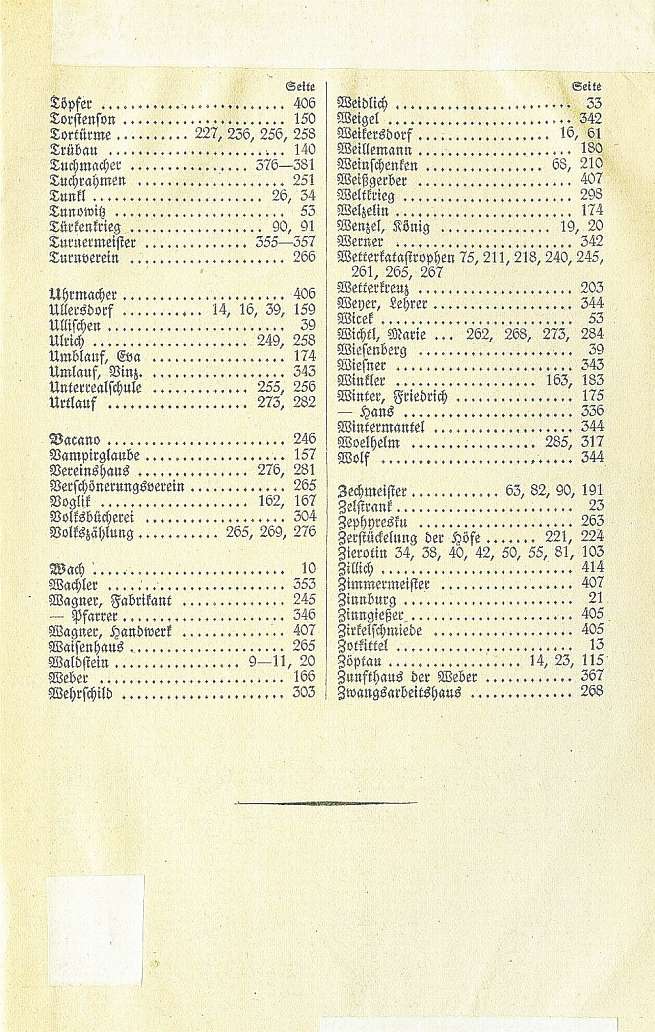 Seite
Töpfer ........................ 406
Torstenson ..................... 150
Tortürme .......... 227, 236, 256, 258
Trübau ........................ 140
Tuchmacher ................ 376—381
Tuchrahmen .................... 251
Tunkl ....................... 26, 34
Tunowitz ....................... 53
Türkenkrieg ................... 90, 91
Turnermeister .............. 355—357
Turnverein ..................... 266
Uhrmacher ..................... 406
Ullersdorf ............ 14, 16, 39, 159
Ullischen ....................... 39
Ulrich ..................... 249, 258
Umblauf, Eva ................... 174
Umlauf, Vinz. ................... 343
Unterrealschule .............. 255, 256
Urtlauf ................... 273, 282
Vacano ........................ 246
Vampirglaube ................... 157
Vereinshaus ................ 276, 281
Verschönerungsverein ............. 265
Voglik ..................... 162, 167
Volksbücherei ................... 304
Volkszählung ........... 265, 269, 276
Wach .......................... 10
Wachler ........................ 353
Wagner, Fabrikant ............... 245
— Pfarrer ...................... 346
Wagner, Handwerk ............... 407
Waisenhaus ..................... 265
Waldstein ................... 9—11, 20
Weber ......................... 166
Wehrschild ..................... 303
Seite
Weidlich ........................ 33
Weigel ......................... 342
Weikersdorf .................. 16, 61
Weillemann ..................... 180
Weinschenken ................ 68, 210
Weißgerber ..................... 407
Weltkrieg ....................... 298
Welzelin ........................ 174
Wenzel, König ................. 19, 20
Werner ......................... 342
Wetterkatastrophen 75, 211, 218, 240, 245,
261, 265, 267
Wetterkreuz ..................... 203
Weyer, Lehrer ................... 344
Wicek .......................... 53
Wichtl, Marie ... 262, 268, 273, 284
Wiesenberg ..................... 39
Wiesner ........................ 343
Winkler ..................... 163, 183
Winter, Friedrich ................ 175
— Hans ........................ 336
Wintermantel .................... 344
Woelhelm ................... 285, 317
Wolf ........................... 344
Zechmeister ............ 63, 82, 90, 191
Zelstrank ....................... 23
Zephyresku ..................... 263
Zerstückelung der Höfe ...... 221, 224
Zierotin 34, 38, 40, 42, 50, 55, 81, 103
Zillich ......................... 414
Zimmermeister ................... 407
Zinnburg ........................ 21
Zinngießer ...................... 405
Zirkelschmiede ................... 405
Zotkittel ........................ 13
Zöptau ................... 14, 23, 115
Zunfthaus der Weber ............ 367
Zwangsarbeitshaus .............. 268